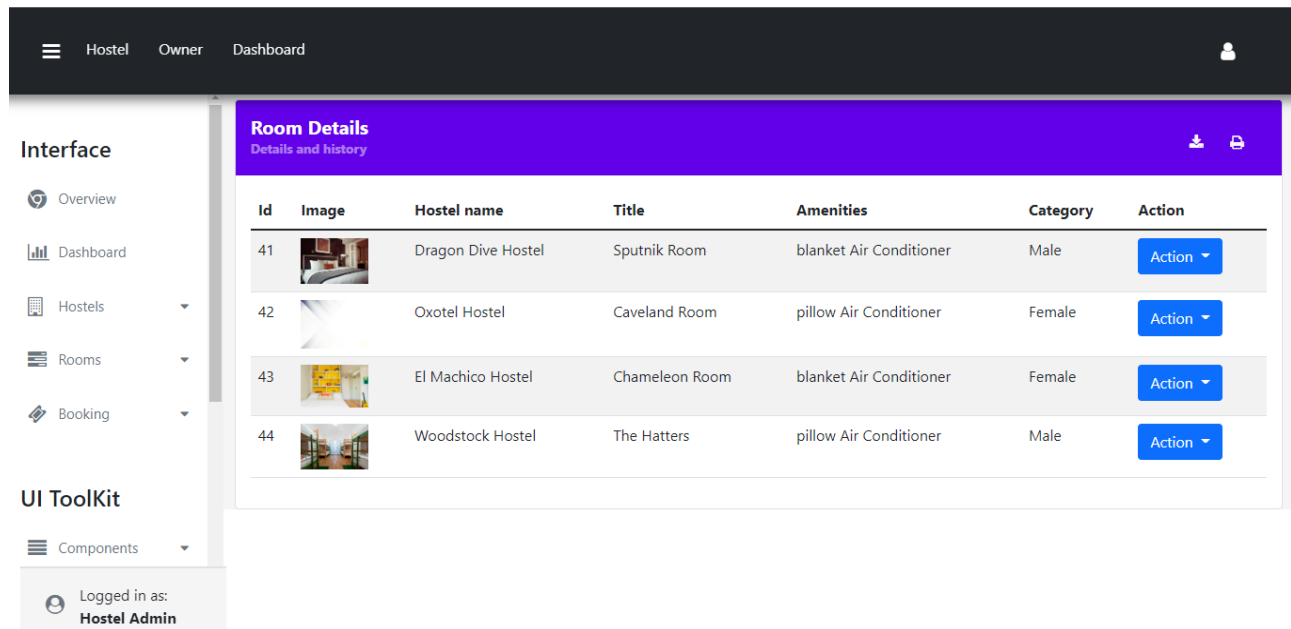 Hostel Owner Dashboard
Interface
Overview
Dashboard
Hostels
Rooms
Booking
UI ToolKit
Components
Logged in as:
Hostel Admin
Room Details
Details and history
Id Image Hostel name Title Amenities Category Action
41 Dragon Dive Hostel Sputnik Room blanket Air Conditioner Male Action
42 Oxotel Hostel Caveland Room pillow Air Conditioner Female Action
43 El Machico Hostel Chameleon Room blanket Air Conditioner Female Action
44 Woodstock Hostel The Hatters pillow Air Conditioner Male Action